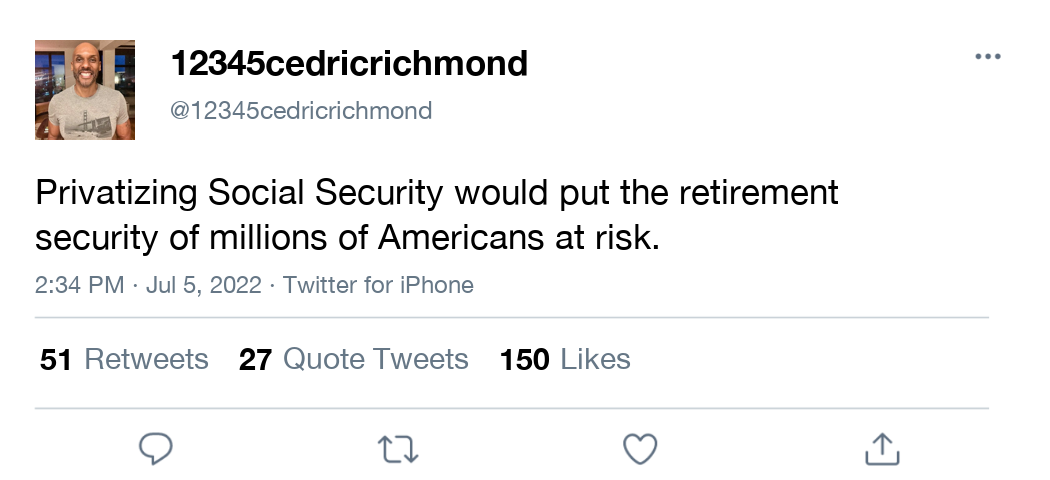 12345cedricrichmond
@12345cedricrichmond
Privatizing Social Security would put the retirement
security of millions of Americans at risk.
2:34 PM · Jul 5, 2022 · Twitter for iPhone
51 Retweets 27 Quote Tweets 150 Likes